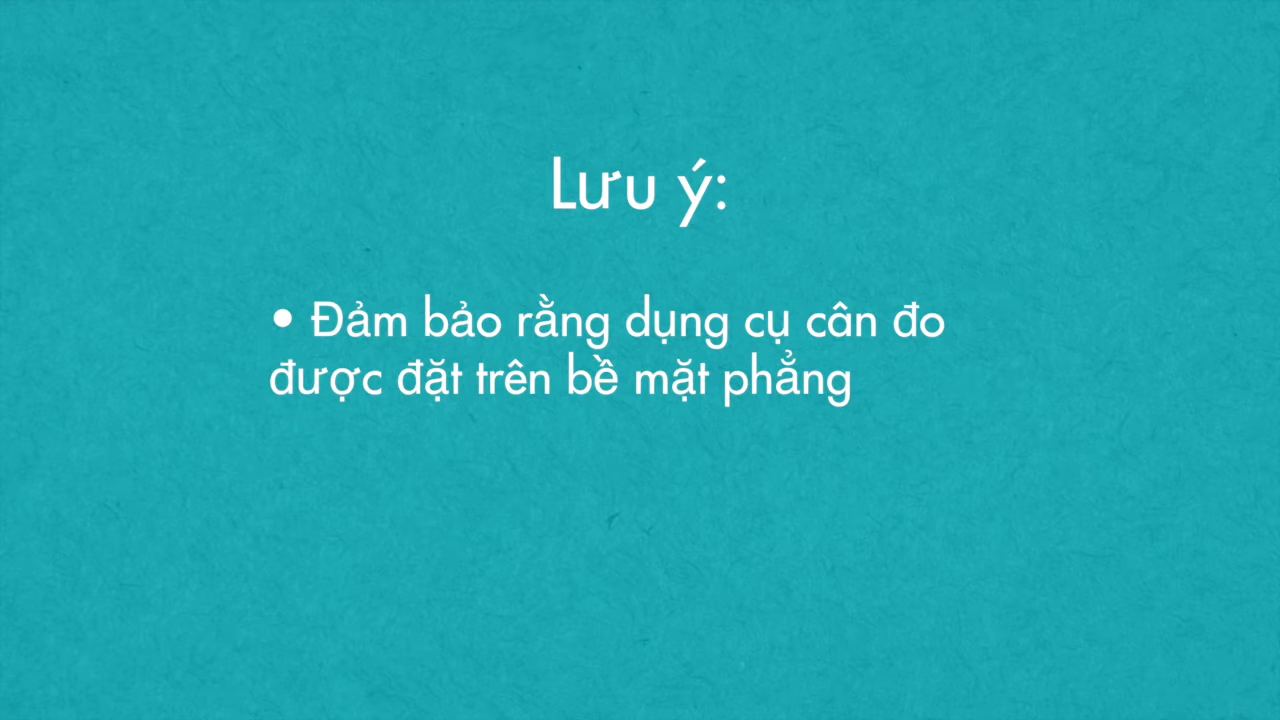 Lưu ý:
• Đảm bảo rằng dụng cụ cân đo
được đặt trên bề mặt phẳng